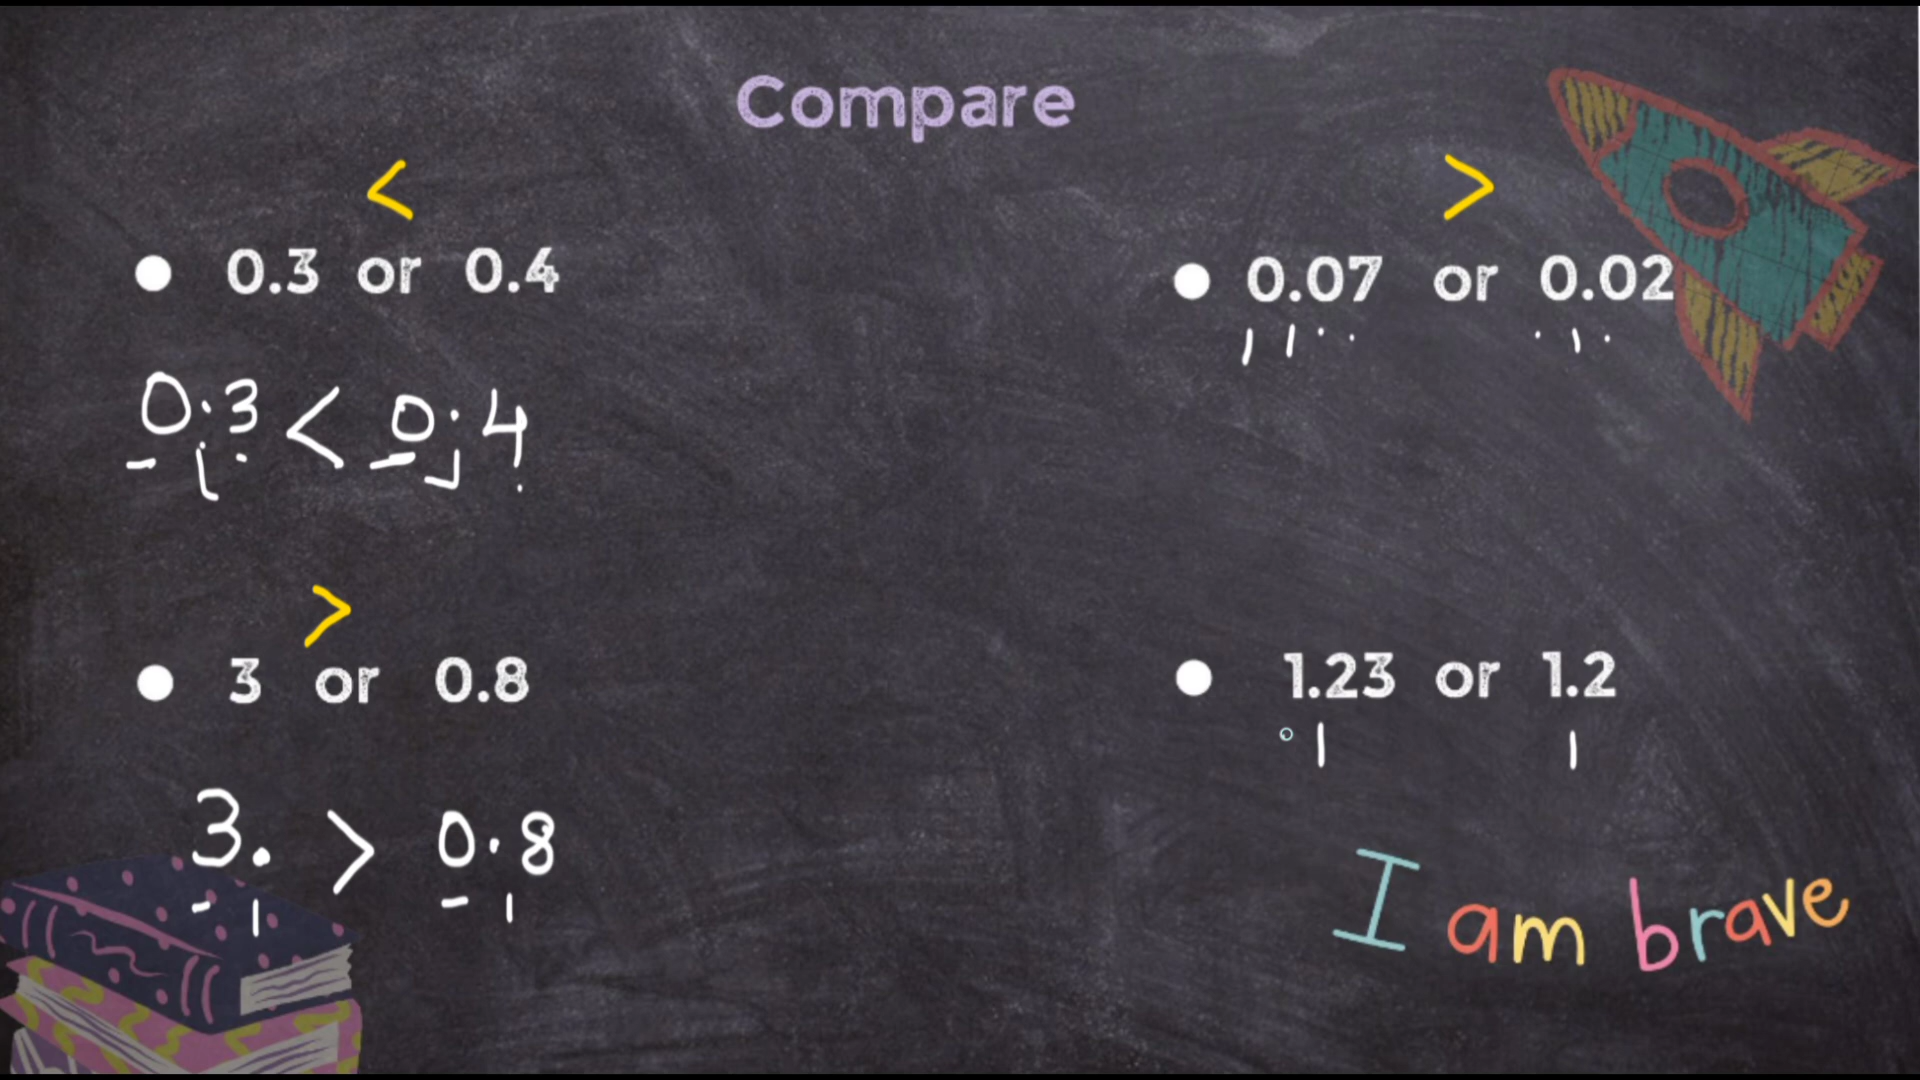 Compare
<
0.3 or 0.4
0.3 < 0.4
>
3 or 0.8
3. > 0.8
>
0.07 or 0.02
1.23 or 1.2
I am brave